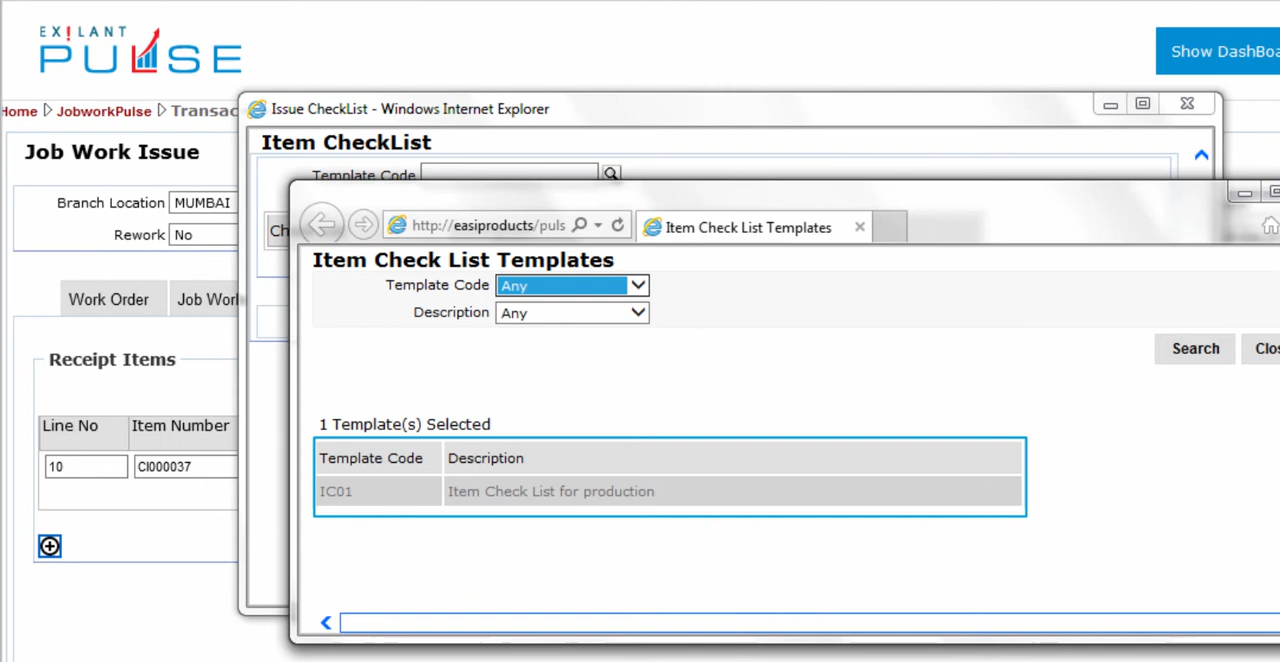 EX!LANT
PULSE
Show DashBoa
Home JobworkPulse Transac
Issue CheckList - Windows Internet Explorer
Item CheckList
Job Work Issue
Template Code
Branch Location MUMBAI
Rework No
Ch
http://easiproducts/puls
Item Check List Templates
Item Check List Templates
Template Code Any
Description Any
Work Order Job Worl
Search Clos
Receipt Items
1 Template(s) Selected
Line No Item Number
Template Code Description
10 CI000037
IC01 Item Check List for production